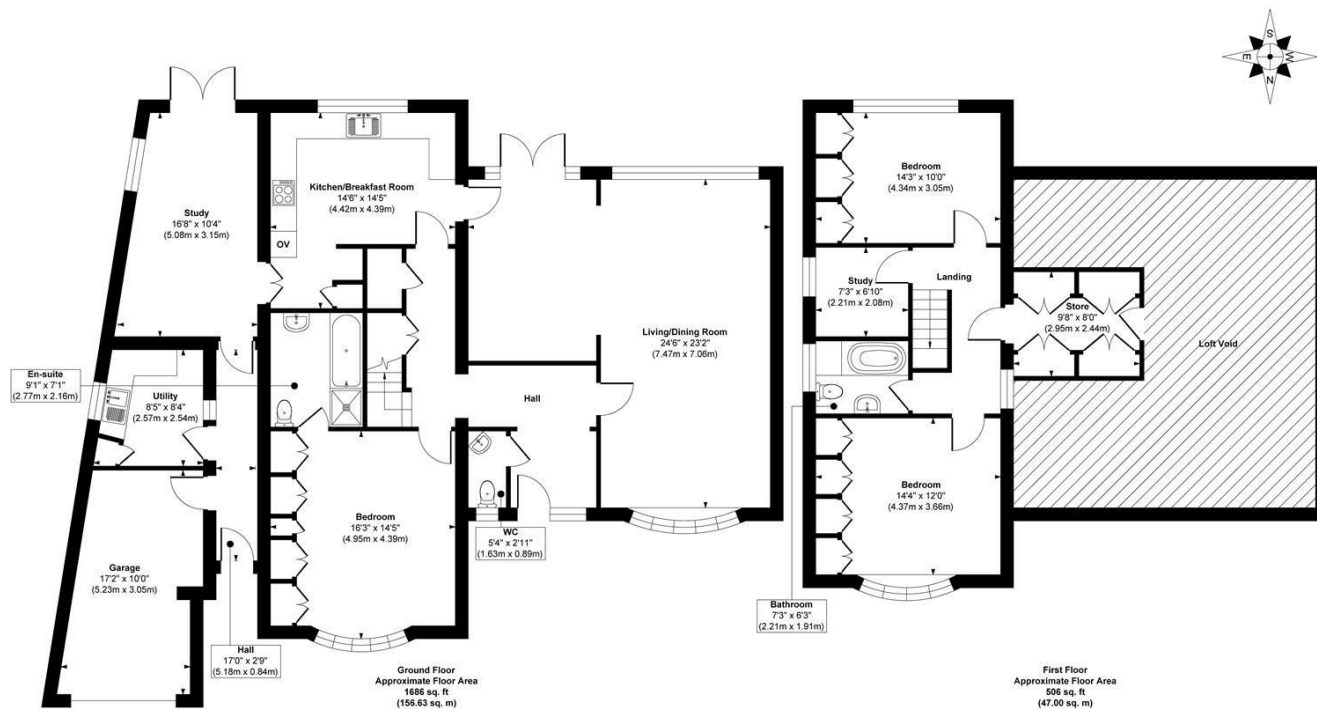 S
E
W
N
Study
16'8" x 10'4"
(5.08m x 3.15m)
Kitchen/Breakfast Room
14'6" x 14'5"
(4.42m x 4.39m)
OV
Living/Dining Room
24'6" x 23'2"
(7.47m x 7.06m)
En-suite
9'1" x 7'1"
(2.77m x 2.16m)
Utility
8'5" x 8'4"
(2.57m x 2.54m)
Hall
Bedroom
16'3" x 14'5"
(4.95m x 4.39m)
WC
5'4" x 2'11"
(1.63m x 0.89m)
Garage
17'2" x 10'0"
(5.23m x 3.05m)
Hall
17'0" x 2'9"
(5.18m x 0.84m)
Ground Floor
Approximate Floor Area
1686 sq. ft
(156.63 sq. m)
Bedroom
14'3" x 10'0"
(4.34m x 3.05m)
Study
7'3" x 6'10"
(2.21m x 2.08m)
Landing
Store
9'8" x 8'0"
(2.95m x 2.44m)
Loft Void
Bedroom
14'4" x 12'0"
(4.37m x 3.66m)
Bathroom
7'3" x 6'3"
(2.21m x 1.91m)
First Floor
Approximate Floor Area
506 sq. ft
(47.00 sq. m)